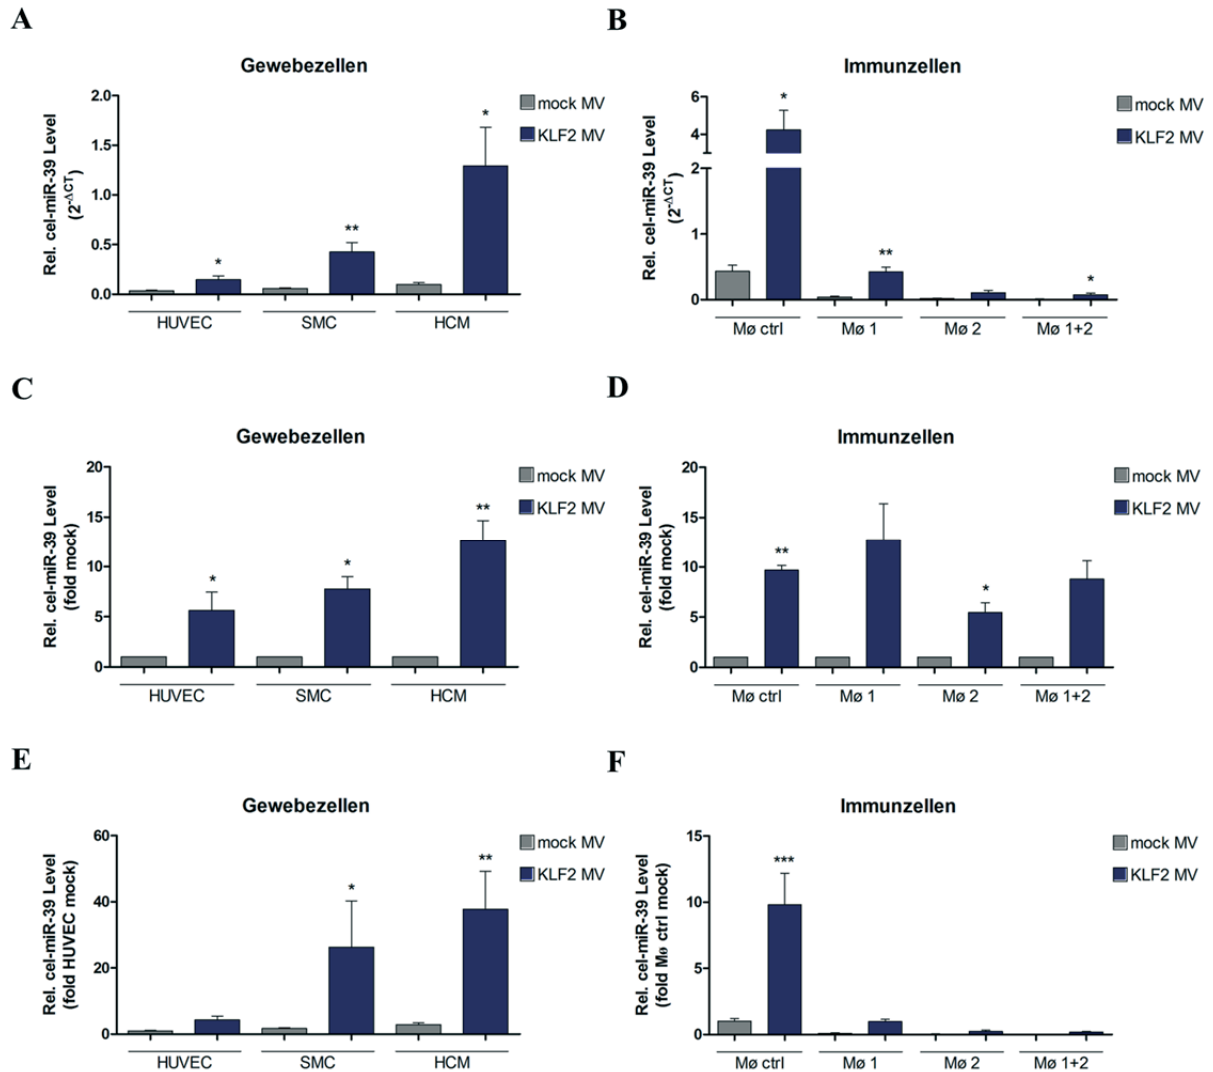 A
Gewebezellen
Rel. cel-miR-39 Level
(2^-ΔCT)
2.0
1.5
1.0
0.5
0.0
*
**
*
HUVEC SMC HCM
mock MV
KLF2 MV
B
Immunzellen
Rel. cel-miR-39 Level
(2^-ΔCT)
6
4
2
1
0
*
**
*
Mø ctrl Mø 1 Mø 2 Mø 1+2
mock MV
KLF2 MV
C
Gewebezellen
Rel. cel-miR-39 Level
(fold mock)
20
15
10
5
0
*
*
**
HUVEC SMC HCM
mock MV
KLF2 MV
D
Immunzellen
Rel. cel-miR-39 Level
(fold mock)
20
15
10
5
0
**
*
Mø ctrl Mø 1 Mø 2 Mø 1+2
mock MV
KLF2 MV
E
Gewebezellen
Rel. cel-miR-39 Level
(fold HUVEC mock)
60
40
20
0
*
**
HUVEC SMC HCM
mock MV
KLF2 MV
F
Immunzellen
Rel. cel-miR-39 Level
(fold Mø ctrl mock)
15
10
5
0
***
Mø ctrl Mø 1 Mø 2 Mø 1+2
mock MV
KLF2 MV